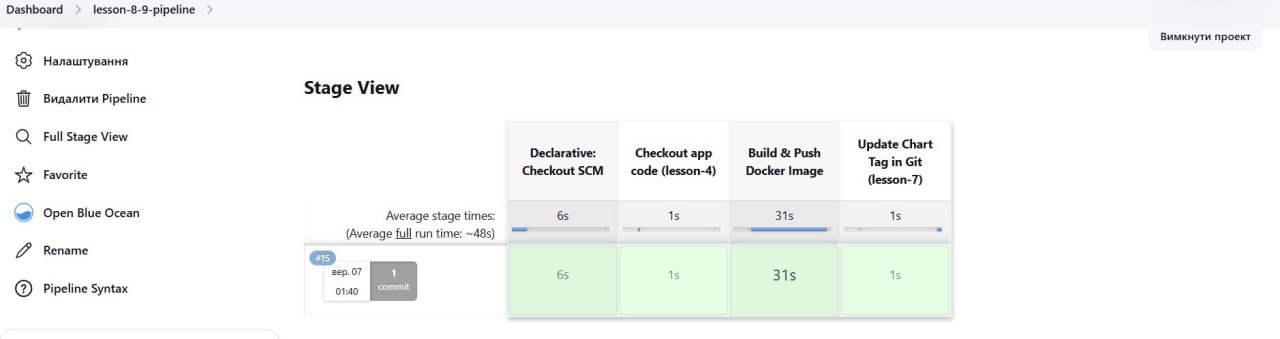 Dashboard > lesson-8-9-pipeline >
Вимкнути проект
Налаштування
Видалити Pipeline
Full Stage View
Favorite
Open Blue Ocean
Rename
Pipeline Syntax
Stage View
Declarative:
Checkout SCM
Checkout app
code (lesson-4)
Build & Push
Docker Image
Update Chart
Tag in Git
(lesson-7)
Average stage times:
(Average full run time: ~48s)
6s
1s
31s
1s
#15
вер. 07
01:40
1
commit
6s
1s
31s
1s